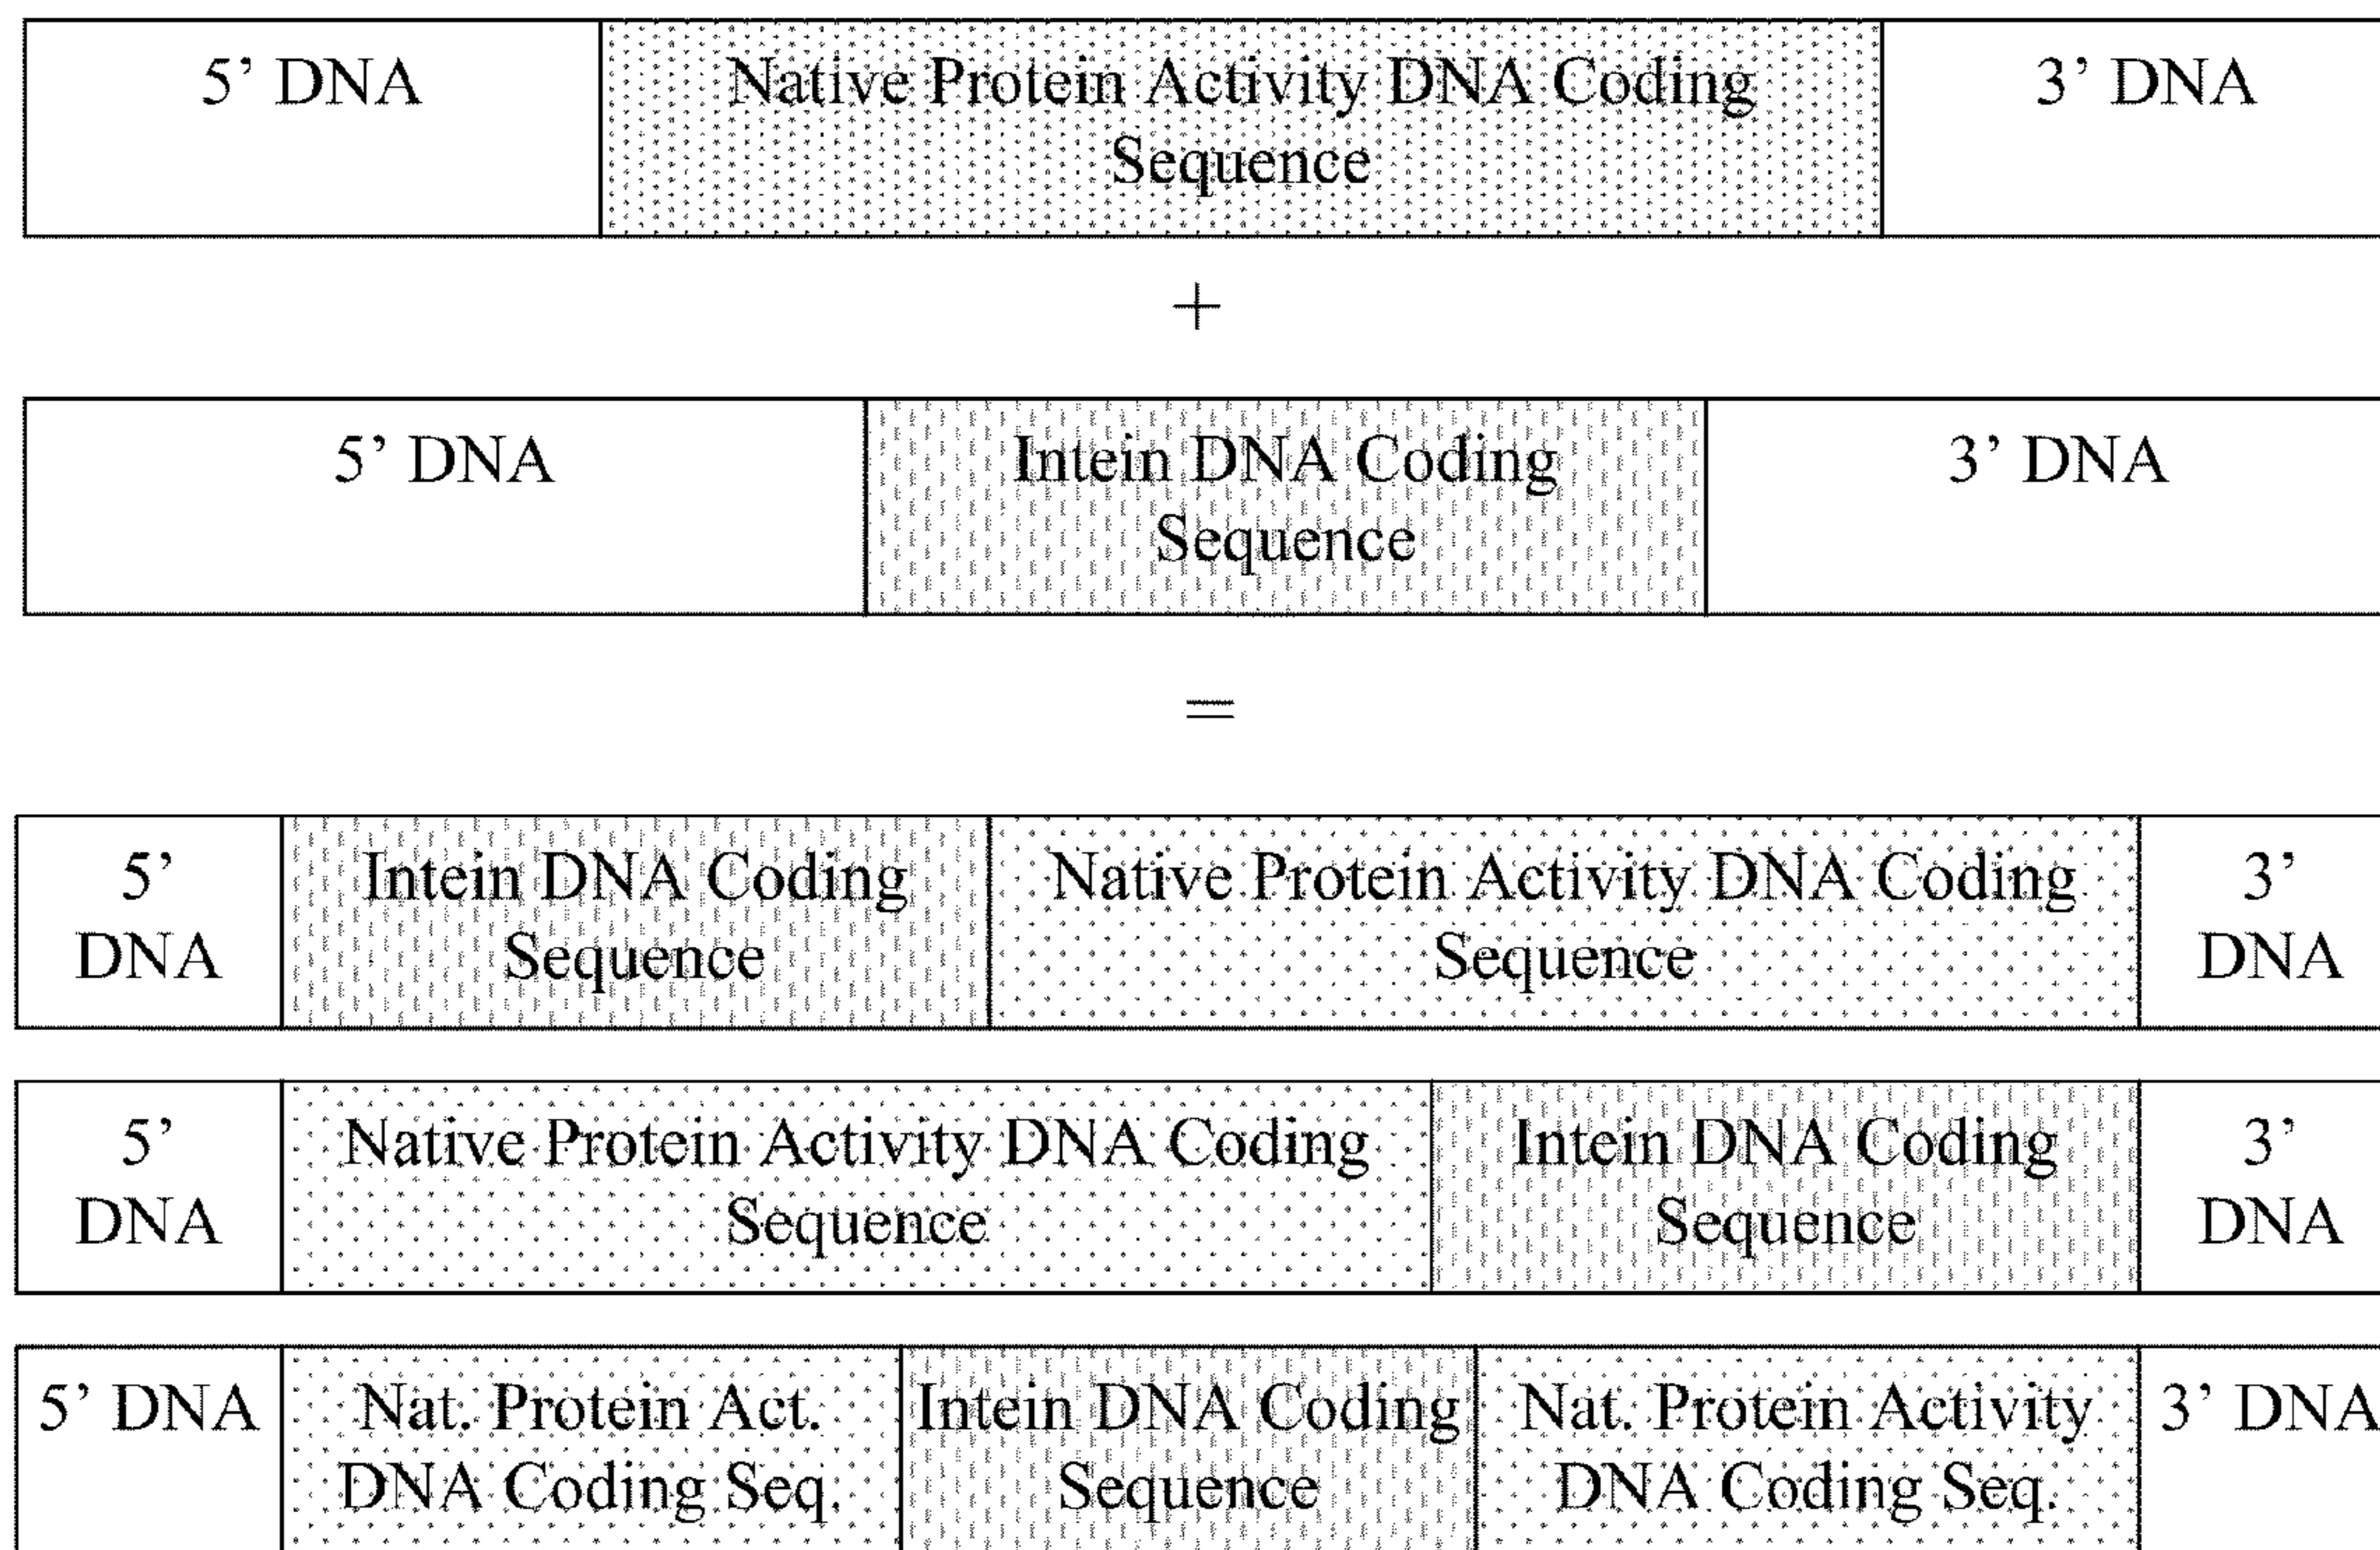 5’ DNA
Native Protein Activity DNA Coding
Sequence
3’ DNA
+
5’ DNA
Intein DNA Coding
Sequence
3’ DNA
=
5’
DNA
Intein DNA Coding
Sequence
Native Protein Activity DNA Coding
Sequence
3’
DNA
5’
DNA
Native Protein Activity DNA Coding
Sequence
Intein DNA Coding
Sequence
3’
DNA
5’ DNA
Nat. Protein Act.
DNA Coding Seq.
Intein DNA Coding
Sequence
Nat. Protein Activity
DNA Coding Seq.
3’ DNA